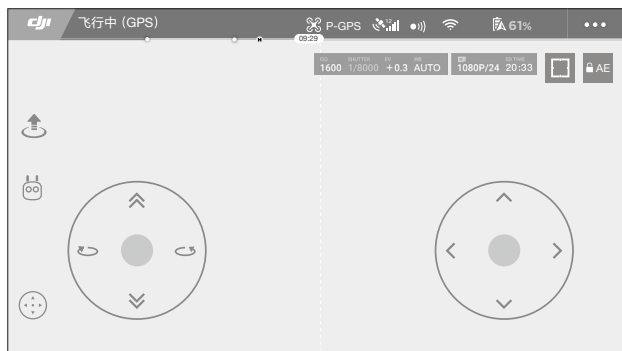 dji 飞行中 (GPS) P-GPS 12 61%
09:29
H
ISO SHUTTER EV WB
1600 1/8000 +0.3 AUTO 1080P/24 20:33 AE